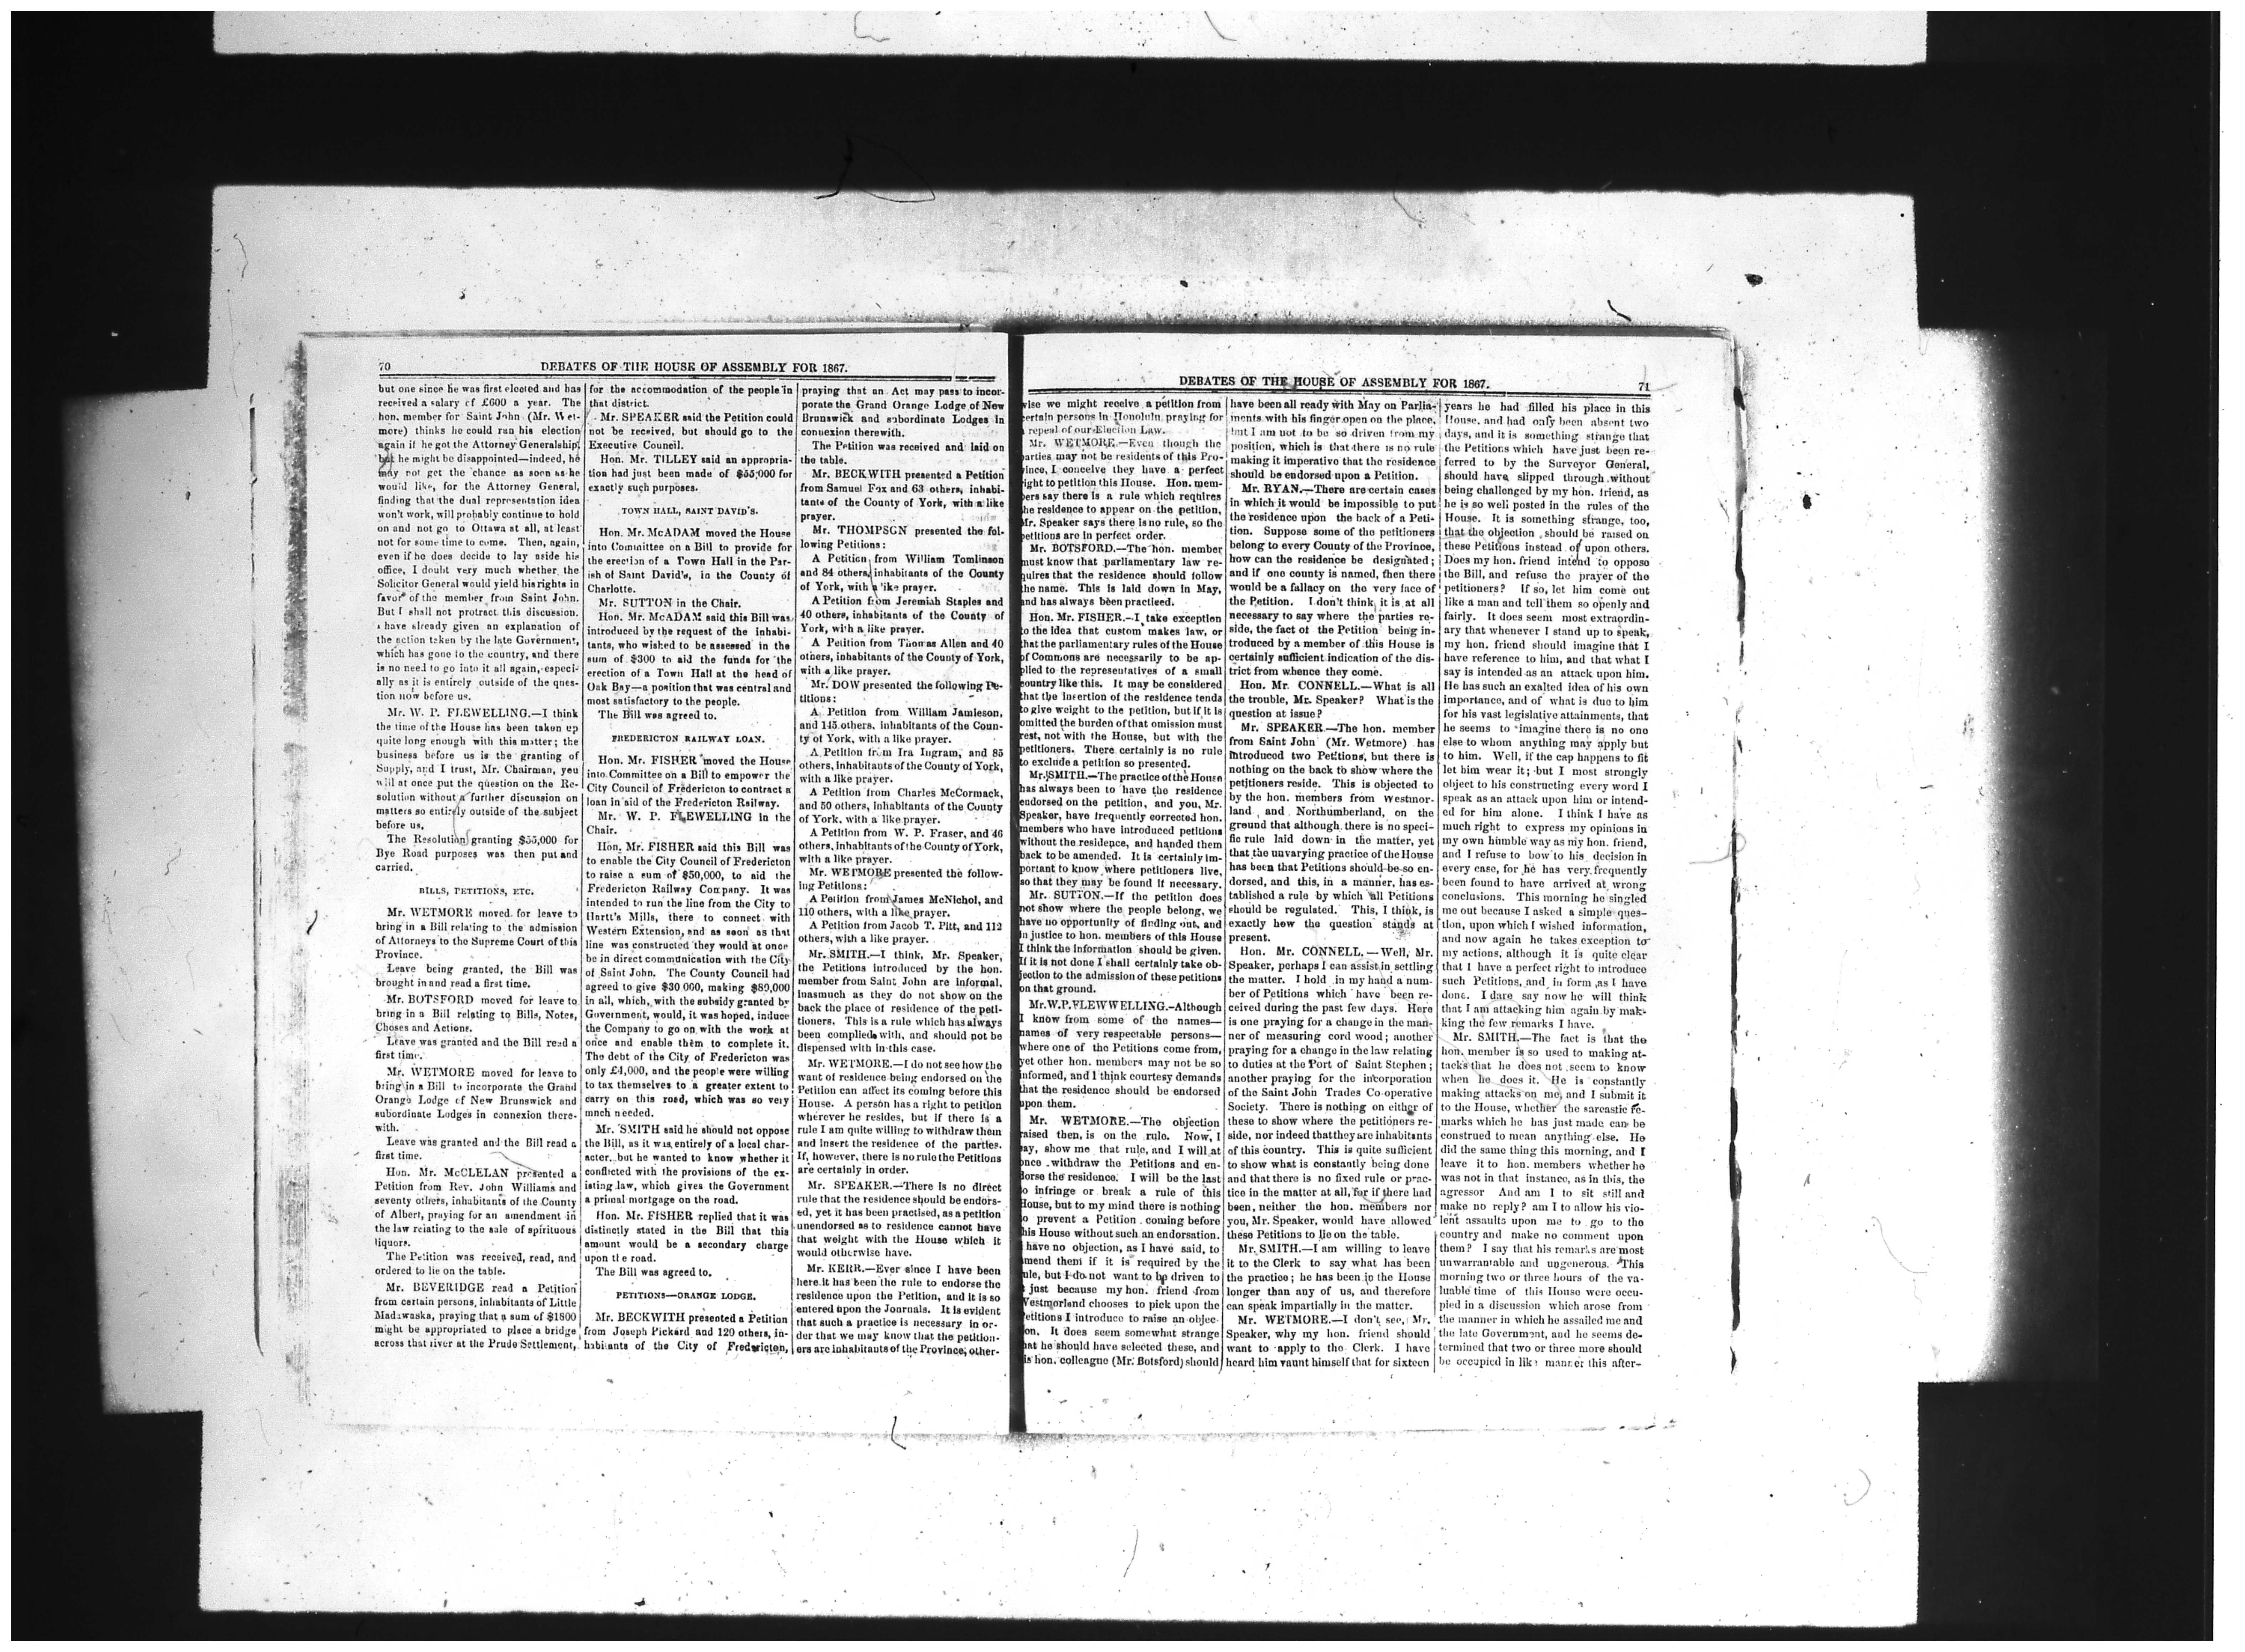 70
DEBATES OF THE HOUSE OF ASSEMBLY FOR 1867.
but one since he was first elected and has
received a salary of £600 a year. The
hon. member for Saint John (Mr. Wet-
more) thinks he could run his election
again if he got the Attorney Generalship,
but he might be disappointed—indeed, he
may not get the chance as soon as he
would like, for the Attorney General,
finding that the dual representation idea
won't work, will probably continue to hold
on and not go to Ottawa at all, at least
not for some time to come. Then, again,
even if he does decide to lay aside his
office, I doubt very much whether the
Solicitor General would yield his rights in
favor of the member from Saint John.
But I shall not protract this discussion.
I have already given an explanation of
the action taken by the late Government,
which has gone to the country, and there
is no need to go into it all again, especi-
ally as it is entirely outside of the ques-
tion now before us.
Mr. W. P. FLEWELLING.—I think
the time of the House has been taken up
quite long enough with this matter; the
business before us is the granting of
Supply, and I trust, Mr. Chairman, you
will at once put the question on the Re-
solution without a further discussion on
matters so entirely outside of the subject
before us.
The Resolution granting $55,000 for
Bye Road purposes was then put and
carried.
BILLS, PETITIONS, ETC.
Mr. WETMORE moved for leave to
bring in a Bill relating to the admission
of Attorneys to the Supreme Court of this
Province.
Leave being granted, the Bill was
brought in and read a first time.
Mr. BOTSFORD moved for leave to
bring in a Bill relating to Bills, Notes,
Choses and Actions.
Leave was granted and the Bill read a
first time.
Mr. WETMORE moved for leave to
bring in a Bill to incorporate the Grand
Orange Lodge of New Brunswick and
subordinate Lodges in connexion there-
with.
Leave was granted and the Bill read a
first time.
Hon. Mr. McCLELAN presented a
Petition from Rev. John Williams and
seventy others, inhabitants of the County
of Albert, praying for an amendment in
the law relating to the sale of spirituous
liquors.
The Petition was received, read, and
ordered to lie on the table.
Mr. BEVERIDGE read a Petition
from certain persons, inhabitants of Little
Madawaska, praying that a sum of $1800
might be appropriated to place a bridge
across that river at the Prude Settlement,
for the accommodation of the people in
that district.
Mr. SPEAKER said the Petition could
not be received, but should go to the
Executive Council.
Hon. Mr. TILLEY said an appropria-
tion had just been made of $55,000 for
exactly such purposes.
TOWN HALL, SAINT DAVID'S.
Hon. Mr. McADAM moved the House
into Committee on a Bill to provide for
the erection of a Town Hall in the Par-
ish of Saint David's, in the County of
Charlotte.
Mr. SUTTON in the Chair.
Hon. Mr. McADAM said this Bill was
introduced by the request of the inhabi-
tants, who wished to be assessed in the
sum of $300 to aid the funds for the
erection of a Town Hall at the head of
Oak Bay—a position that was central and
most satisfactory to the people.
The Bill was agreed to.
FREDERICTON RAILWAY LOAN.
Hon. Mr. FISHER moved the House
into Committee on a Bill to empower the
City Council of Fredericton to contract a
loan in aid of the Fredericton Railway.
Mr. W. P. FLEWELLING in the
Chair.
Hon. Mr. FISHER said this Bill was
to enable the City Council of Fredericton
to raise a sum of $50,000, to aid the
Fredericton Railway Company. It was
intended to run the line from the City to
Hartt's Mills, there to connect with
Western Extension, and as soon as that
line was constructed they would at once
be in direct communication with the City
of Saint John. The County Council had
agreed to give $30,000, making $80,000
in all, which, with the subsidy granted by
Government, would, it was hoped, induce
the Company to go on with the work at
once and enable them to complete it.
The debt of the City of Fredericton was
only £4,000, and the people were willing
to tax themselves to a greater extent to
carry on this road, which was so very
much needed.
Mr. SMITH said he should not oppose
the Bill, as it was entirely of a local char-
acter, but he wanted to know whether it
conflicted with the provisions of the ex-
isting law, which gives the Government
a primal mortgage on the road.
Hon. Mr. FISHER replied that it was
distinctly stated in the Bill that this
amount would be a secondary charge
upon the road.
The Bill was agreed to.
PETITIONS—ORANGE LODGE.
Mr. BECKWITH presented a Petition
from Joseph Pickard and 120 others, in-
habitants of the City of Fredericton,
praying that an Act may pass to incor-
porate the Grand Orange Lodge of New
Brunswick and subordinate Lodges in
connexion therewith.
The Petition was received and laid on
the table.
Mr. BECKWITH presented a Petition
from Samuel Fox and 63 others, inhabi-
tants of the County of York, with a like
prayer.
Mr. THOMPSON presented the fol-
lowing Petitions:
A Petition from William Tomlinson
and 84 others, inhabitants of the County
of York, with a like prayer.
A Petition from Jeremiah Staples and
40 others, inhabitants of the County of
York, with a like prayer.
A Petition from Thomas Allen and 40
others, inhabitants of the County of York,
with a like prayer.
Mr. DOW presented the following Pe-
titions:
A Petition from William Jamieson,
and 145 others, inhabitants of the Coun-
ty of York, with a like prayer.
A Petition from Ira Ingram, and 85
others, inhabitants of the County of York,
with a like prayer.
A Petition from Charles McCormack,
and 50 others, inhabitants of the County
of York, with a like prayer.
A Petition from W. P. Fraser, and 46
others, inhabitants of the County of York,
with a like prayer.
Mr. WETMORE presented the follow-
ing Petitions:
A Petition from James McNichol, and
110 others, with a like prayer.
A Petition from Jacob T. Pitt, and 112
others, with a like prayer.
Mr. SMITH.—I think, Mr. Speaker,
the Petitions introduced by the hon.
member from Saint John are informal,
inasmuch as they do not show on the
back the place of residence of the peti-
tioners. This is a rule which has always
been complied with, and should not be
dispensed with in this case.
Mr. WETMORE.—I do not see how the
want of residence being endorsed on the
Petition can affect its coming before this
House. A person has a right to petition
wherever he resides, but if there is a
rule I am quite willing to withdraw them
and insert the residence of the parties.
If, however, there is no rule the Petitions
are certainly in order.
Mr. SPEAKER.—There is no direct
rule that the residence should be endors-
ed, yet it has been practised, as a petition
unendorsed as to residence cannot have
that weight with the House which it
would otherwise have.
Mr. KERR.—Ever since I have been
here it has been the rule to endorse the
residence upon the Petition, and it is so
entered upon the Journals. It is evident
that such a practice is necessary in or-
der that we may know that the petition-
ers are inhabitants of the Province, other-
DEBATES OF THE HOUSE OF ASSEMBLY FOR 1867.
71
wise we might receive a petition from
certain persons in Honolulu praying for
a repeal of our Election Law.
Mr. WETMORE.—Even though the
parties may not be residents of this Pro-
vince, I conceive they have a perfect
right to petition this House. Hon. mem-
bers say there is a rule which requires
the residence to appear on the petition,
Mr. Speaker says there is no rule, so the
petitions are in perfect order.
Mr. BOTSFORD.—The hon. member
must know that parliamentary law re-
quires that the residence should follow
the name. This is laid down in May,
and has always been practised.
Hon. Mr. FISHER.—I take exception
to the idea that custom makes law, or
that the parliamentary rules of the House
of Commons are necessarily to be ap-
plied to the representatives of a small
country like this. It may be considered
that the insertion of the residence tends
to give weight to the petition, but if it is
omitted the burden of that omission must
rest, not with the House, but with the
petitioners. There certainly is no rule
to exclude a petition so presented.
Mr. SMITH.—The practice of the House
has always been to have the residence
endorsed on the petition, and you, Mr.
Speaker, have frequently corrected hon.
members who have introduced petitions
without the residence, and handed them
back to be amended. It is certainly im-
portant to know where petitioners live,
so that they may be found if necessary.
Mr. SUTTON.—If the petition does
not show where the people belong, we
have no opportunity of finding out, and
in justice to hon. members of this House
I think the information should be given.
If it is not done I shall certainly take ob-
jection to the admission of these petitions
on that ground.
Mr. W. P. FLEWWELLING.—Although
I know from some of the names—
names of very respectable persons—
where one of the Petitions come from,
yet other hon. members may not be so
informed, and I think courtesy demands
that the residence should be endorsed
upon them.
Mr. WETMORE.—The objection
raised then, is on the rule. Now, I
say, show me that rule, and I will at
once withdraw the Petitions and en-
dorse the residence. I will be the last
to infringe or break a rule of this
House, but to my mind there is nothing
to prevent a Petition coming before
this House without such an endorsation.
I have no objection, as I have said, to
amend them if it is required by the
rule, but I do not want to be driven to
it just because my hon. friend from
Westmorland chooses to pick upon the
Petitions I introduce to raise an objec-
tion. It does seem somewhat strange
that he should have selected these, and
his hon. colleague (Mr. Botsford) should
have been all ready with May on Parlia-
ments with his finger open on the place,
but I am not to be so driven from my
position, which is that there is no rule
making it imperative that the residence
should be endorsed upon a Petition.
Mr. RYAN.—There are certain cases
in which it would be impossible to put
the residence upon the back of a Peti-
tion. Suppose some of the petitioners
belong to every County of the Province,
how can the residence be designated;
and if one county is named, then there
would be a fallacy on the very face of
the Petition. I don't think it is at all
necessary to say where the parties re-
side, the fact of the Petition being in-
troduced by a member of this House is
certainly sufficient indication of the dis-
trict from whence they come.
Hon. Mr. CONNELL.—What is all
the trouble, Mr. Speaker? What is the
question at issue?
Mr. SPEAKER.—The hon. member
from Saint John (Mr. Wetmore) has
introduced two Petitions, but there is
nothing on the back to show where the
petitioners reside. This is objected to
by the hon. members from Westmor-
land and Northumberland, on the
ground that although there is no speci-
fic rule laid down in the matter, yet
that the unvarying practice of the House
has been that Petitions should be so en-
dorsed, and this, in a manner, has es-
tablished a rule by which all Petitions
should be regulated. This, I think, is
exactly how the question stands at
present.
Hon. Mr. CONNELL.—Well, Mr.
Speaker, perhaps I can assist in settling
the matter. I hold in my hand a num-
ber of Petitions which have been re-
ceived during the past few days. Here
is one praying for a change in the man-
ner of measuring cord wood; another
praying for a change in the law relating
to duties at the Port of Saint Stephen;
another praying for the incorporation
of the Saint John Trades Co-operative
Society. There is nothing on either of
these to show where the petitioners re-
side, nor indeed that they are inhabitants
of this country. This is quite sufficient
to show what is constantly being done
and that there is no fixed rule or prac-
tice in the matter at all, for if there had
been, neither the hon. members nor
you, Mr. Speaker, would have allowed
these Petitions to lie on the table.
Mr. SMITH.—I am willing to leave
it to the Clerk to say what has been
the practice; he has been in the House
longer than any of us, and therefore
can speak impartially in the matter.
Mr. WETMORE.—I don't see, Mr.
Speaker, why my hon. friend should
want to apply to the Clerk. I have
heard him vaunt himself that for sixteen
years he had filled his place in this
House, and had only been absent two
days, and it is something strange that
the Petitions which have just been re-
ferred to by the Surveyor General,
should have slipped through without
being challenged by my hon. friend, as
he is so well posted in the rules of the
House. It is something strange, too,
that the objection should be raised on
these Petitions instead of upon others.
Does my hon. friend intend to oppose
the Bill, and refuse the prayer of the
petitioners? If so, let him come out
like a man and tell them so openly and
fairly. It does seem most extraordin-
ary that whenever I stand up to speak,
my hon. friend should imagine that I
have reference to him, and that what I
say is intended as an attack upon him.
He has such an exalted idea of his own
importance, and of what is due to him
for his vast legislative attainments, that
he seems to imagine there is no one
else to whom anything may apply but
to him. Well, if the cap happens to fit
let him wear it; but I most strongly
object to his constructing every word I
speak as an attack upon him or intend-
ed for him alone. I think I have as
much right to express my opinions in
my own humble way as my hon. friend,
and I refuse to bow to his decision in
every case, for he has very frequently
been found to have arrived at wrong
conclusions. This morning he singled
me out because I asked a simple ques-
tion, upon which I wished information,
and now again he takes exception to
my actions, although it is quite clear
that I have a perfect right to introduce
such Petitions, and in form as I have
done. I dare say now he will think
that I am attacking him again by mak-
king the few remarks I have.
Mr. SMITH.—The fact is that the
hon. member is so used to making at-
tacks that he does not seem to know
when he does it. He is constantly
making attacks on me, and I submit it
to the House, whether the sarcastic re-
marks which he has just made can be
construed to mean anything else. He
did the same thing this morning, and I
leave it to hon. members whether he
was not in that instance, as in this, the
agressor And am I to sit still and
make no reply? am I to allow his vio-
lent assaults upon me to go to the
country and make no comment upon
them? I say that his remarks are most
unwarrantable and ungenerous. This
morning two or three hours of the va-
luable time of this House were occu-
pied in a discussion which arose from
the manner in which he assailed me and
the late Government, and he seems de-
termined that two or three more should
be occupied in like manner this after-